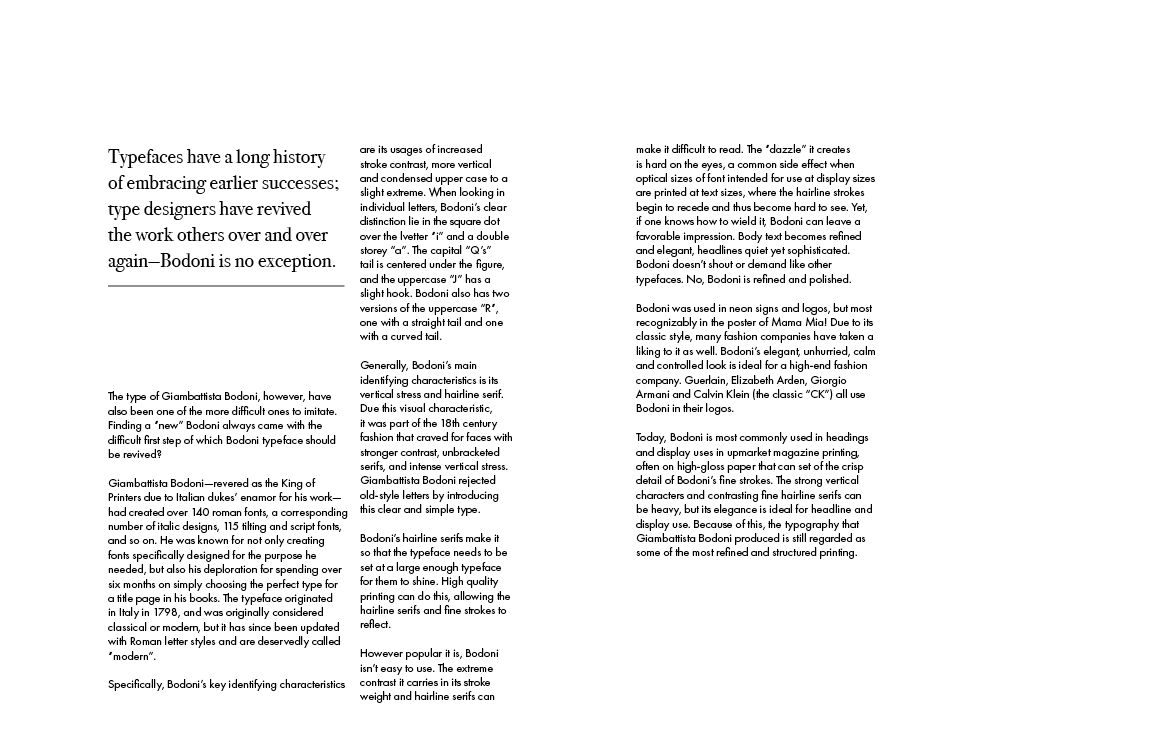 Typefaces have a long history
of embracing earlier successes;
type designers have revived
the work others over and over
again—Bodoni is no exception.
The type of Giambattista Bodoni, however, have
also been one of the more difficult ones to imitate.
Finding a “new” Bodoni always came with the
difficult first step of which Bodoni typeface should
be revived?
Giambattista Bodoni—revered as the King of
Printers due to Italian dukes’ enamor for his work—
had created over 140 roman fonts, a corresponding
number of italic designs, 115 tilting and script fonts,
and so on. He was known for not only creating
fonts specifically designed for the purpose he
needed, but also his deploration for spending over
six months on simply choosing the perfect type for
a title page in his books. The typeface originated
in Italy in 1798, and was originally considered
classical or modern, but it has since been updated
with Roman letter styles and are deservedly called
“modern”.
Specifically, Bodoni’s key identifying characteristics
are its usages of increased
stroke contrast, more vertical
and condensed upper case to a
slight extreme. When looking in
individual letters, Bodoni’s clear
distinction lie in the square dot
over the lvetter “i” and a double
storey “a”. The capital “Q’s”
tail is centered under the figure,
and the uppercase “J” has a
slight hook. Bodoni also has two
versions of the uppercase “R”,
one with a straight tail and one
with a curved tail.
Generally, Bodoni’s main
identifying characteristics is its
vertical stress and hairline serif.
Due this visual characteristic,
it was part of the 18th century
fashion that craved for faces with
stronger contrast, unbracketed
serifs, and intense vertical stress.
Giambattista Bodoni rejected
old-style letters by introducing
this clear and simple type.
Bodoni’s hairline serifs make it
so that the typeface needs to be
set at a large enough typeface
for them to shine. High quality
printing can do this, allowing the
hairline serifs and fine strokes to
reflect.
However popular it is, Bodoni
isn’t easy to use. The extreme
contrast it carries in its stroke
weight and hairline serifs can
make it difficult to read. The “dazzle” it creates
is hard on the eyes, a common side effect when
optical sizes of font intended for use at display sizes
are printed at text sizes, where the hairline strokes
begin to recede and thus become hard to see. Yet,
if one knows how to wield it, Bodoni can leave a
favorable impression. Body text becomes refined
and elegant, headlines quiet yet sophisticated.
Bodoni doesn’t shout or demand like other
typefaces. No, Bodoni is refined and polished.
Bodoni was used in neon signs and logos, but most
recognizably in the poster of Mama Mia! Due to its
classic style, many fashion companies have taken a
liking to it as well. Bodoni’s elegant, unhurried, calm
and controlled look is ideal for a high-end fashion
company. Guerlain, Elizabeth Arden, Giorgio
Armani and Calvin Klein (the classic “CK”) all use
Bodoni in their logos.
Today, Bodoni is most commonly used in headings
and display uses in upmarket magazine printing,
often on high-gloss paper that can set of the crisp
detail of Bodoni’s fine strokes. The strong vertical
characters and contrasting fine hairline serifs can
be heavy, but its elegance is ideal for headline and
display use. Because of this, the typography that
Giambattista Bodoni produced is still regarded as
some of the most refined and structured printing.